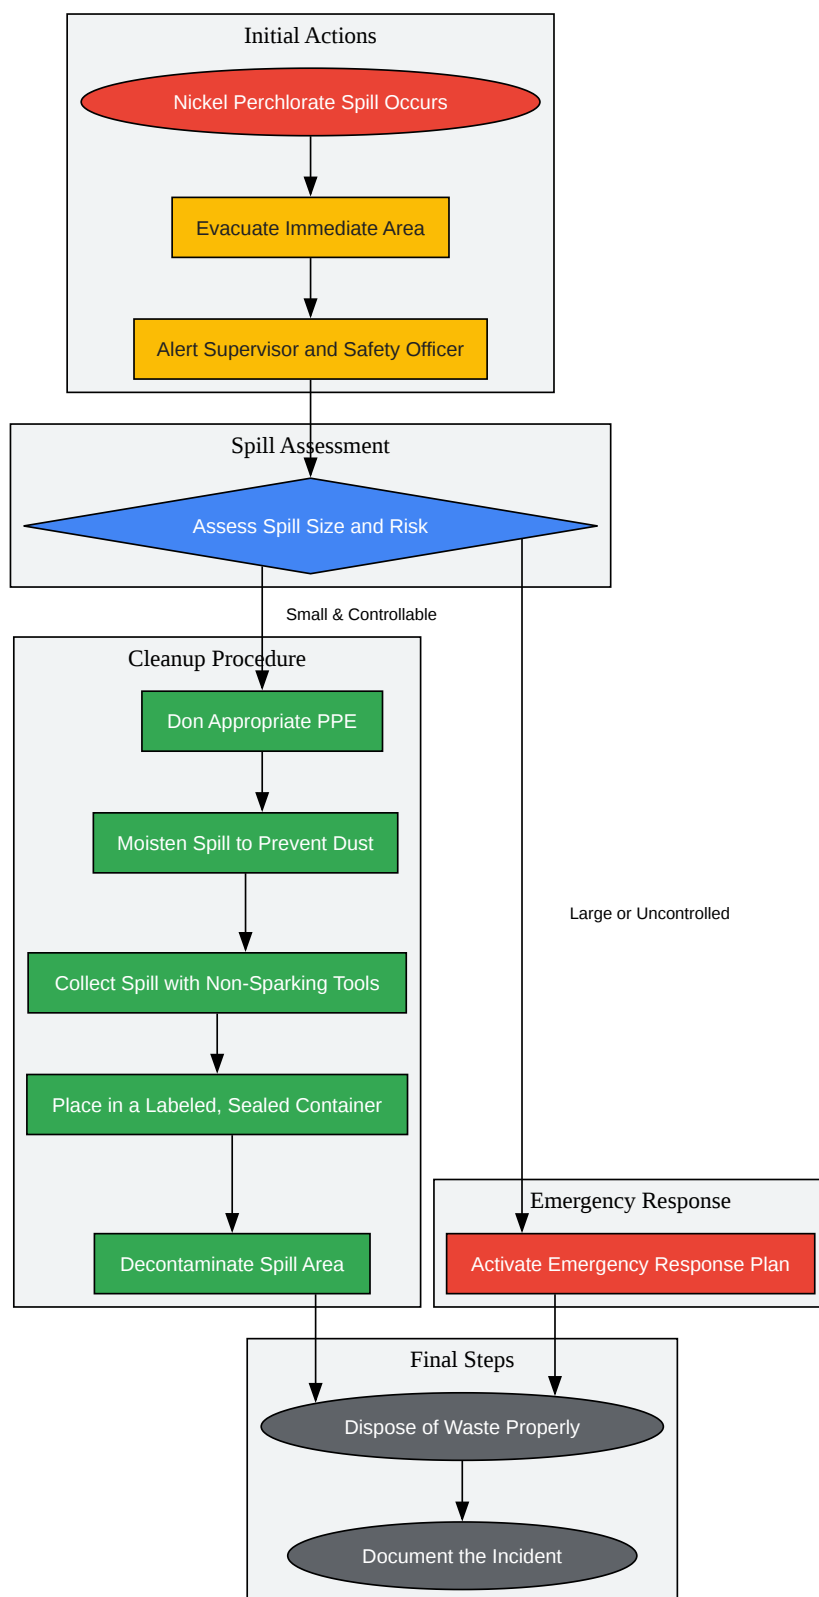 Initial Actions
Nickel Perchlorate Spill Occurs
Evacuate Immediate Area
Alert Supervisor and Safety Officer
Spill Assessment
Assess Spill Size and Risk
Small & Controllable
Cleanup Procedure
Don Appropriate PPE
Moisten Spill to Prevent Dust
Large or Uncontrolled
Collect Spill with Non-Sparking Tools
Place in a Labeled, Sealed Container
Emergency Response
Decontaminate Spill Area
Activate Emergency Response Plan
Final Steps
Dispose of Waste Properly
Document the Incident